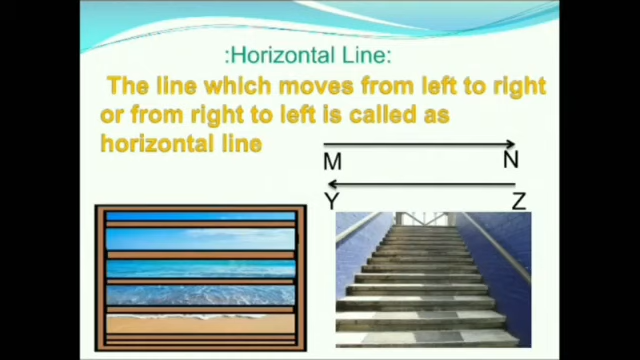 :Horizontal Line:
The line which moves from left to right
or from right to left is called as
horizontal line
M N
Y Z